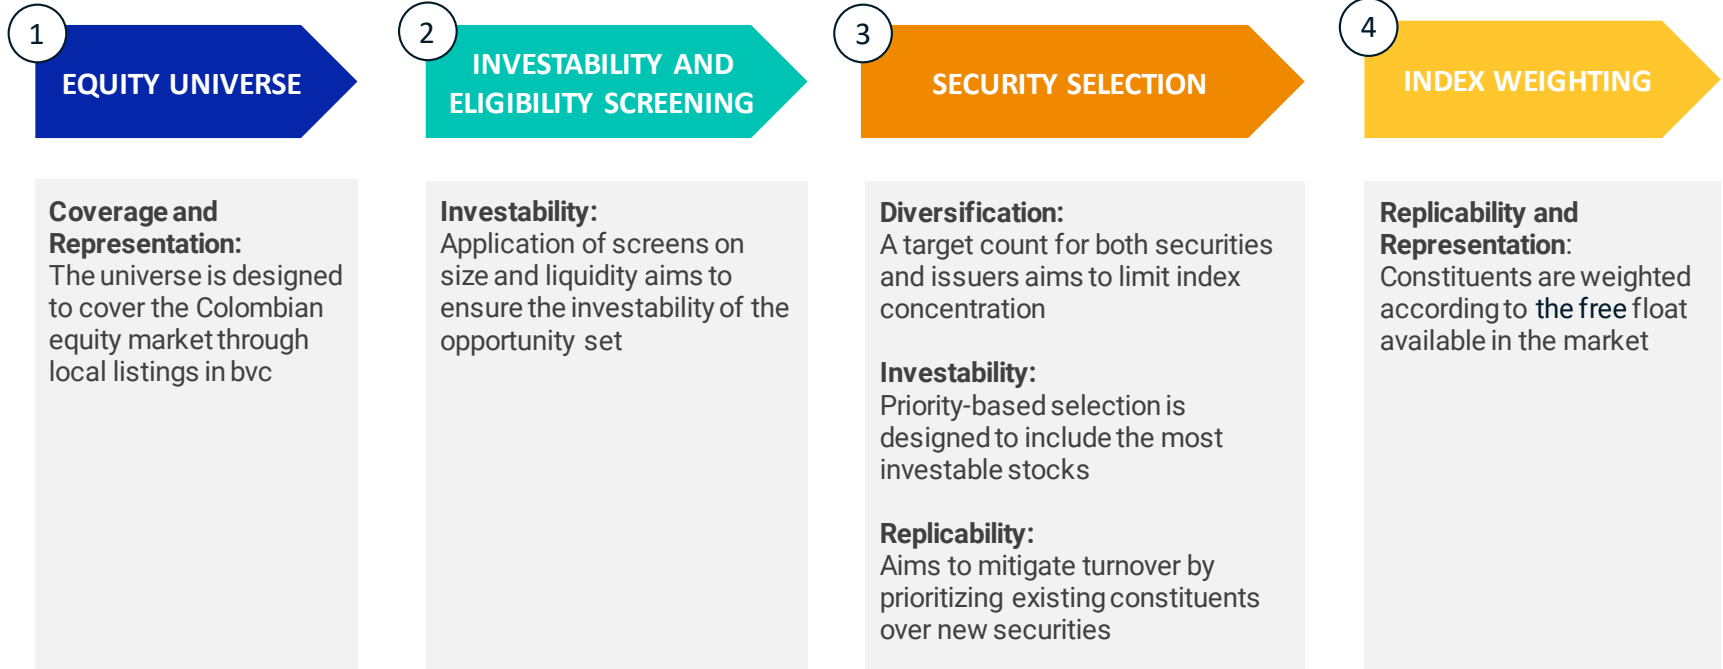 1
EQUITY UNIVERSE
Coverage and
Representation:
The universe is designed
to cover the Colombian
equity market through
local listings in bvc
2
INVESTABILITY AND
ELIGIBILITY SCREENING
Investability:
Application of screens on
size and liquidity aims to
ensure the investability of the
opportunity set
3
SECURITY SELECTION
Diversification:
A target count for both securities
and issuers aims to limit index
concentration
Investability:
Priority-based selection is
designed to include the most
investable stocks
Replicability:
Aims to mitigate turnover by
prioritizing existing constituents
over new securities
4
INDEX WEIGHTING
Replicability and
Representation:
Constituents are weighted
according to the free float
available in the market